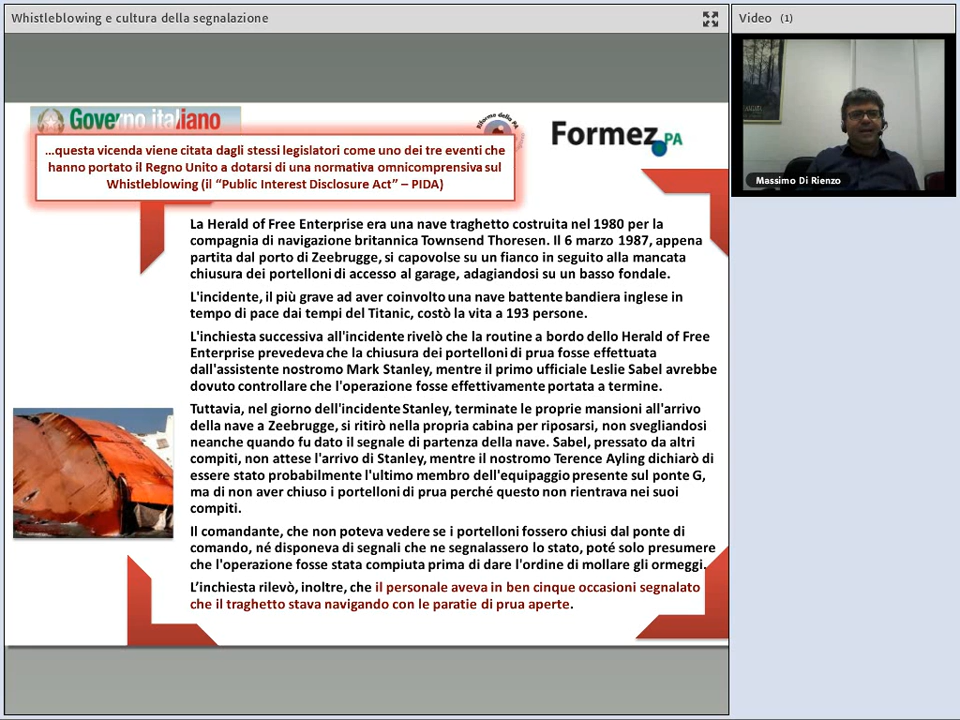 Whistleblowing e cultura della segnalazione
Video (1)
Massimo Di Rienzo
Governo italiano
Riforme della PA
Formez PA
...questa vicenda viene citata dagli stessi legislatori come uno dei tre eventi che
hanno portato il Regno Unito a dotarsi di una normativa omnicomprensiva sul
Whistleblowing (il “Public Interest Disclosure Act” – PIDA)
La Herald of Free Enterprise era una nave traghetto costruita nel 1980 per la
compagnia di navigazione britannica Townsend Thoresen. Il 6 marzo 1987, appena
partita dal porto di Zeebrugge, si capovolse su un fianco in seguito alla mancata
chiusura dei portelloni di accesso al garage, adagiandosi su un basso fondale.
L'incidente, il più grave ad aver coinvolto una nave battente bandiera inglese in
tempo di pace dai tempi del Titanic, costò la vita a 193 persone.
L'inchiesta successiva all'incidente rivelò che la routine a bordo dello Herald of Free
Enterprise prevedeva che la chiusura dei portelloni di prua fosse effettuata
dall'assistente nostromo Mark Stanley, mentre il primo ufficiale Leslie Sabel avrebbe
dovuto controllare che l'operazione fosse effettivamente portata a termine.
Tuttavia, nel giorno dell'incidente Stanley, terminate le proprie mansioni all'arrivo
della nave a Zeebrugge, si ritirò nella propria cabina per riposarsi, non svegliandosi
neanche quando fu dato il segnale di partenza della nave. Sabel, pressato da altri
compiti, non attese l'arrivo di Stanley, mentre il nostromo Terence Ayling dichiarò di
essere stato probabilmente l'ultimo membro dell'equipaggio presente sul ponte G,
ma di non aver chiuso i portelloni di prua perché questo non rientrava nei suoi
compiti.
Il comandante, che non poteva vedere se i portelloni fossero chiusi dal ponte di
comando, né disponeva di segnali che ne segnalassero lo stato, poté solo presumere
che l'operazione fosse stata compiuta prima di dare l'ordine di mollare gli ormeggi.
L’inchiesta rilevò, inoltre, che il personale aveva in ben cinque occasioni segnalato
che il traghetto stava navigando con le paratie di prua aperte.